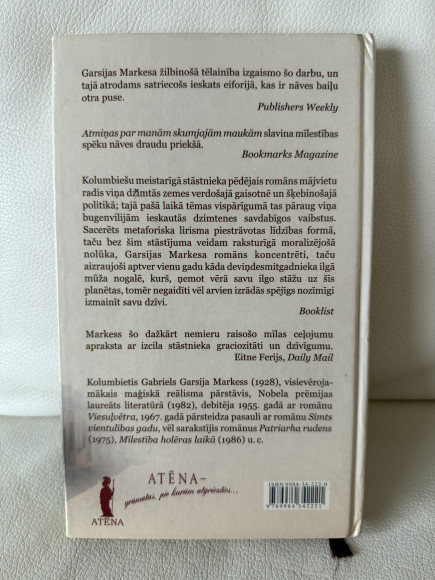 Garsijas Markesa žilbinošā tēlainība izgaismo šo darbu, un
tajā atrodams satriecošs ieskats eiforijā, kas ir nāves baiļu
otra puse.
Publishers Weekly
Atmiņas par manām skumjajām maukām slavina mīlestības
spēku nāves draudu priekšā.
Bookmarks Magazine
Kolumbiešu meistarīgā stāstnieka pēdējais romāns mājvietu
radis viņa dzimtās zemes verdošajā gaisotnē un šķebinošajā
politikā; tajā pašā laikā tēmas vispārīgumā tas pāraug viņa
bugenvilijām ieskautās dzimtenes savdabīgos vaibstus.
Sacerēts metaforiska lirisma piestrāvotas līdzības formā,
taču bez šim stāstījuma veidam raksturīgā moralizējošā
nolūka, Garsijas Markesa romāns koncentrēti, taču
aizraujoši aptver vienu gadu kāda deviņdesmitgadnieka ilgā
mūža nogalē, kurš, ņemot vērā savu ilgo stāžu uz šīs
planētas, tomēr negaidīti vēl arvien izrādās spējīgs nozīmīgi
izmainīt savu dzīvi.
Booklist
Markess šo dažkārt nemieru raisošo mīlas ceļojumu
apraksta ar izcila stāstnieka graciozitāti un dzīvīgumu.
Eitne Ferijs, Daily Mail
Kolumbietis Gabriels Garsija Markess (1928), visievēroja-
mākais maģiskā reālisma pārstāvis, Nobela prēmijas
laureāts literatūrā (1982), debitēja 1955. gadā ar romānu
Viesuļvētra, 1967. gadā pārsteidza pasauli ar romānu Simts
vientulības gadu, vēl sarakstījis romānus Patriarha rudens
(1975), Mīlestība holēras laikā (1986) u. c.
ATĒNA–
grāmatas, pie kurām atgriezties...
ATĒNA
ISBN 9984-34-222-0
9789984342221